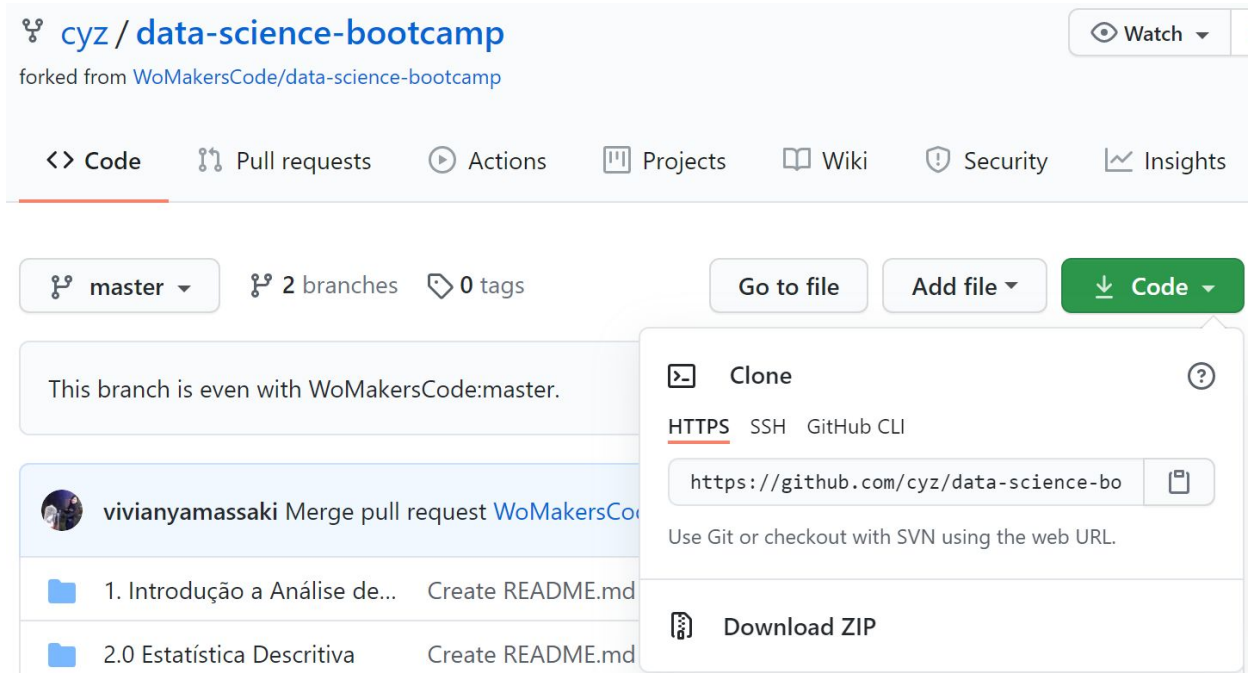 cyz / data-science-bootcamp
Watch
forked from WoMakersCode/data-science-bootcamp
Code Pull requests Actions Projects Wiki Security Insights
master 2 branches 0 tags Go to file Add file Code
This branch is even with WoMakersCode:master.
Clone
HTTPS SSH GitHub CLI
https://github.com/cyz/data-science-bo
Use Git or checkout with SVN using the web URL.
Download ZIP
vivianyamassaki Merge pull request WoMakersCo
1. Introdução a Análise de... Create README.md
2.0 Estatística Descritiva Create README.md